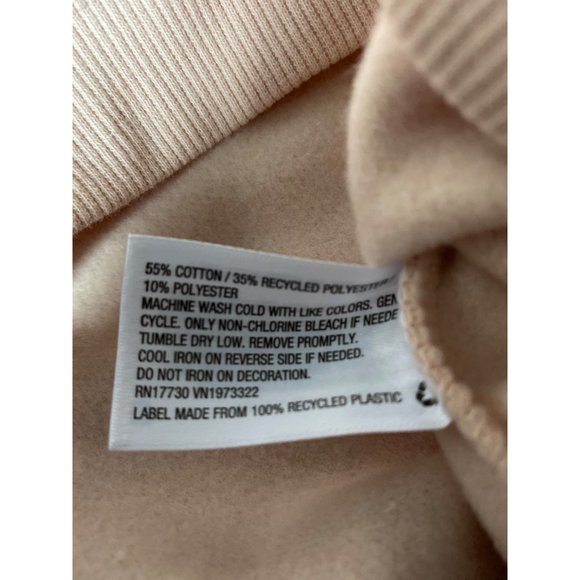 55% COTTON / 35% RECYCLED POLYESTER
10% POLYESTER
MACHINE WASH COLD WITH LIKE COLORS. GEN
CYCLE. ONLY NON-CHLORINE BLEACH IF NEEDE
TUMBLE DRY LOW. REMOVE PROMPTLY.
COOL IRON ON REVERSE SIDE IF NEEDED.
DO NOT IRON ON DECORATION.
RN17730 VN1973322
LABEL MADE FROM 100% RECYCLED PLASTIC